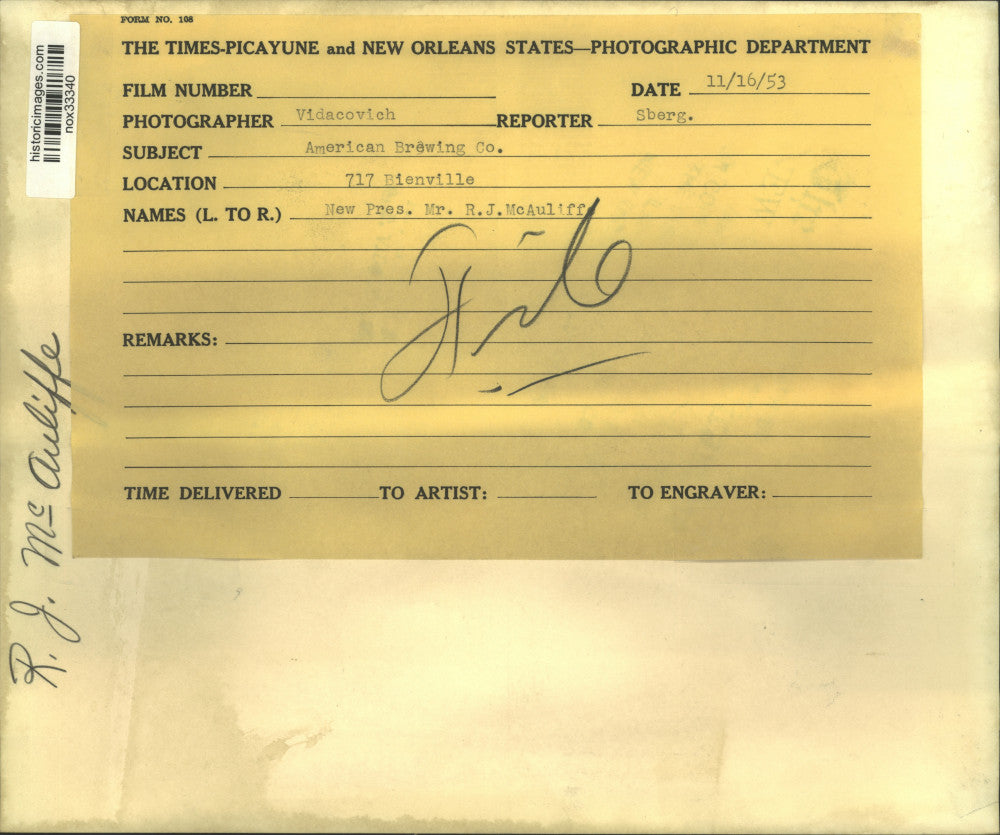 FORM NO. 108
THE TIMES-PICAYUNE and NEW ORLEANS STATES—PHOTOGRAPHIC DEPARTMENT
FILM NUMBER
DATE 11/16/53
PHOTOGRAPHER Vidacovich REPORTER Sberg.
SUBJECT American Brewing Co.
LOCATION 717 Bienville
NAMES (L. TO R.) New Pres. Mr. R.J.McAuliff
File
REMARKS:
TIME DELIVERED TO ARTIST: TO ENGRAVER:
historicimages.com
nox33340
R. J. McAuliffe